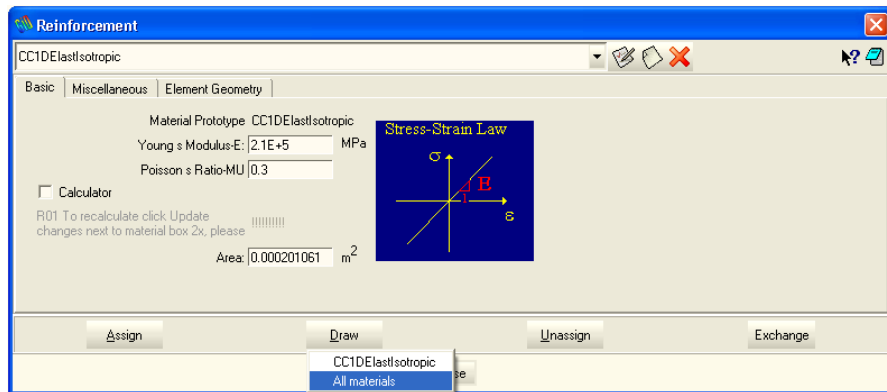 Reinforcement
CC1DElastIsotropic
Basic Miscellaneous Element Geometry
Material Prototype CC1DElastIsotropic
Young s Modulus-E: 2.1E+5 MPa
Poisson s Ratio-MU 0.3
Calculator
R01 To recalculate click Update
changes next to material box 2x, please !!!!!!!!!!
Area: 0.000201061 m2
Stress-Strain Law
σ
E
1
ε
Assign Draw Unassign Exchange
CC1DElastIsotropic
All materials
se